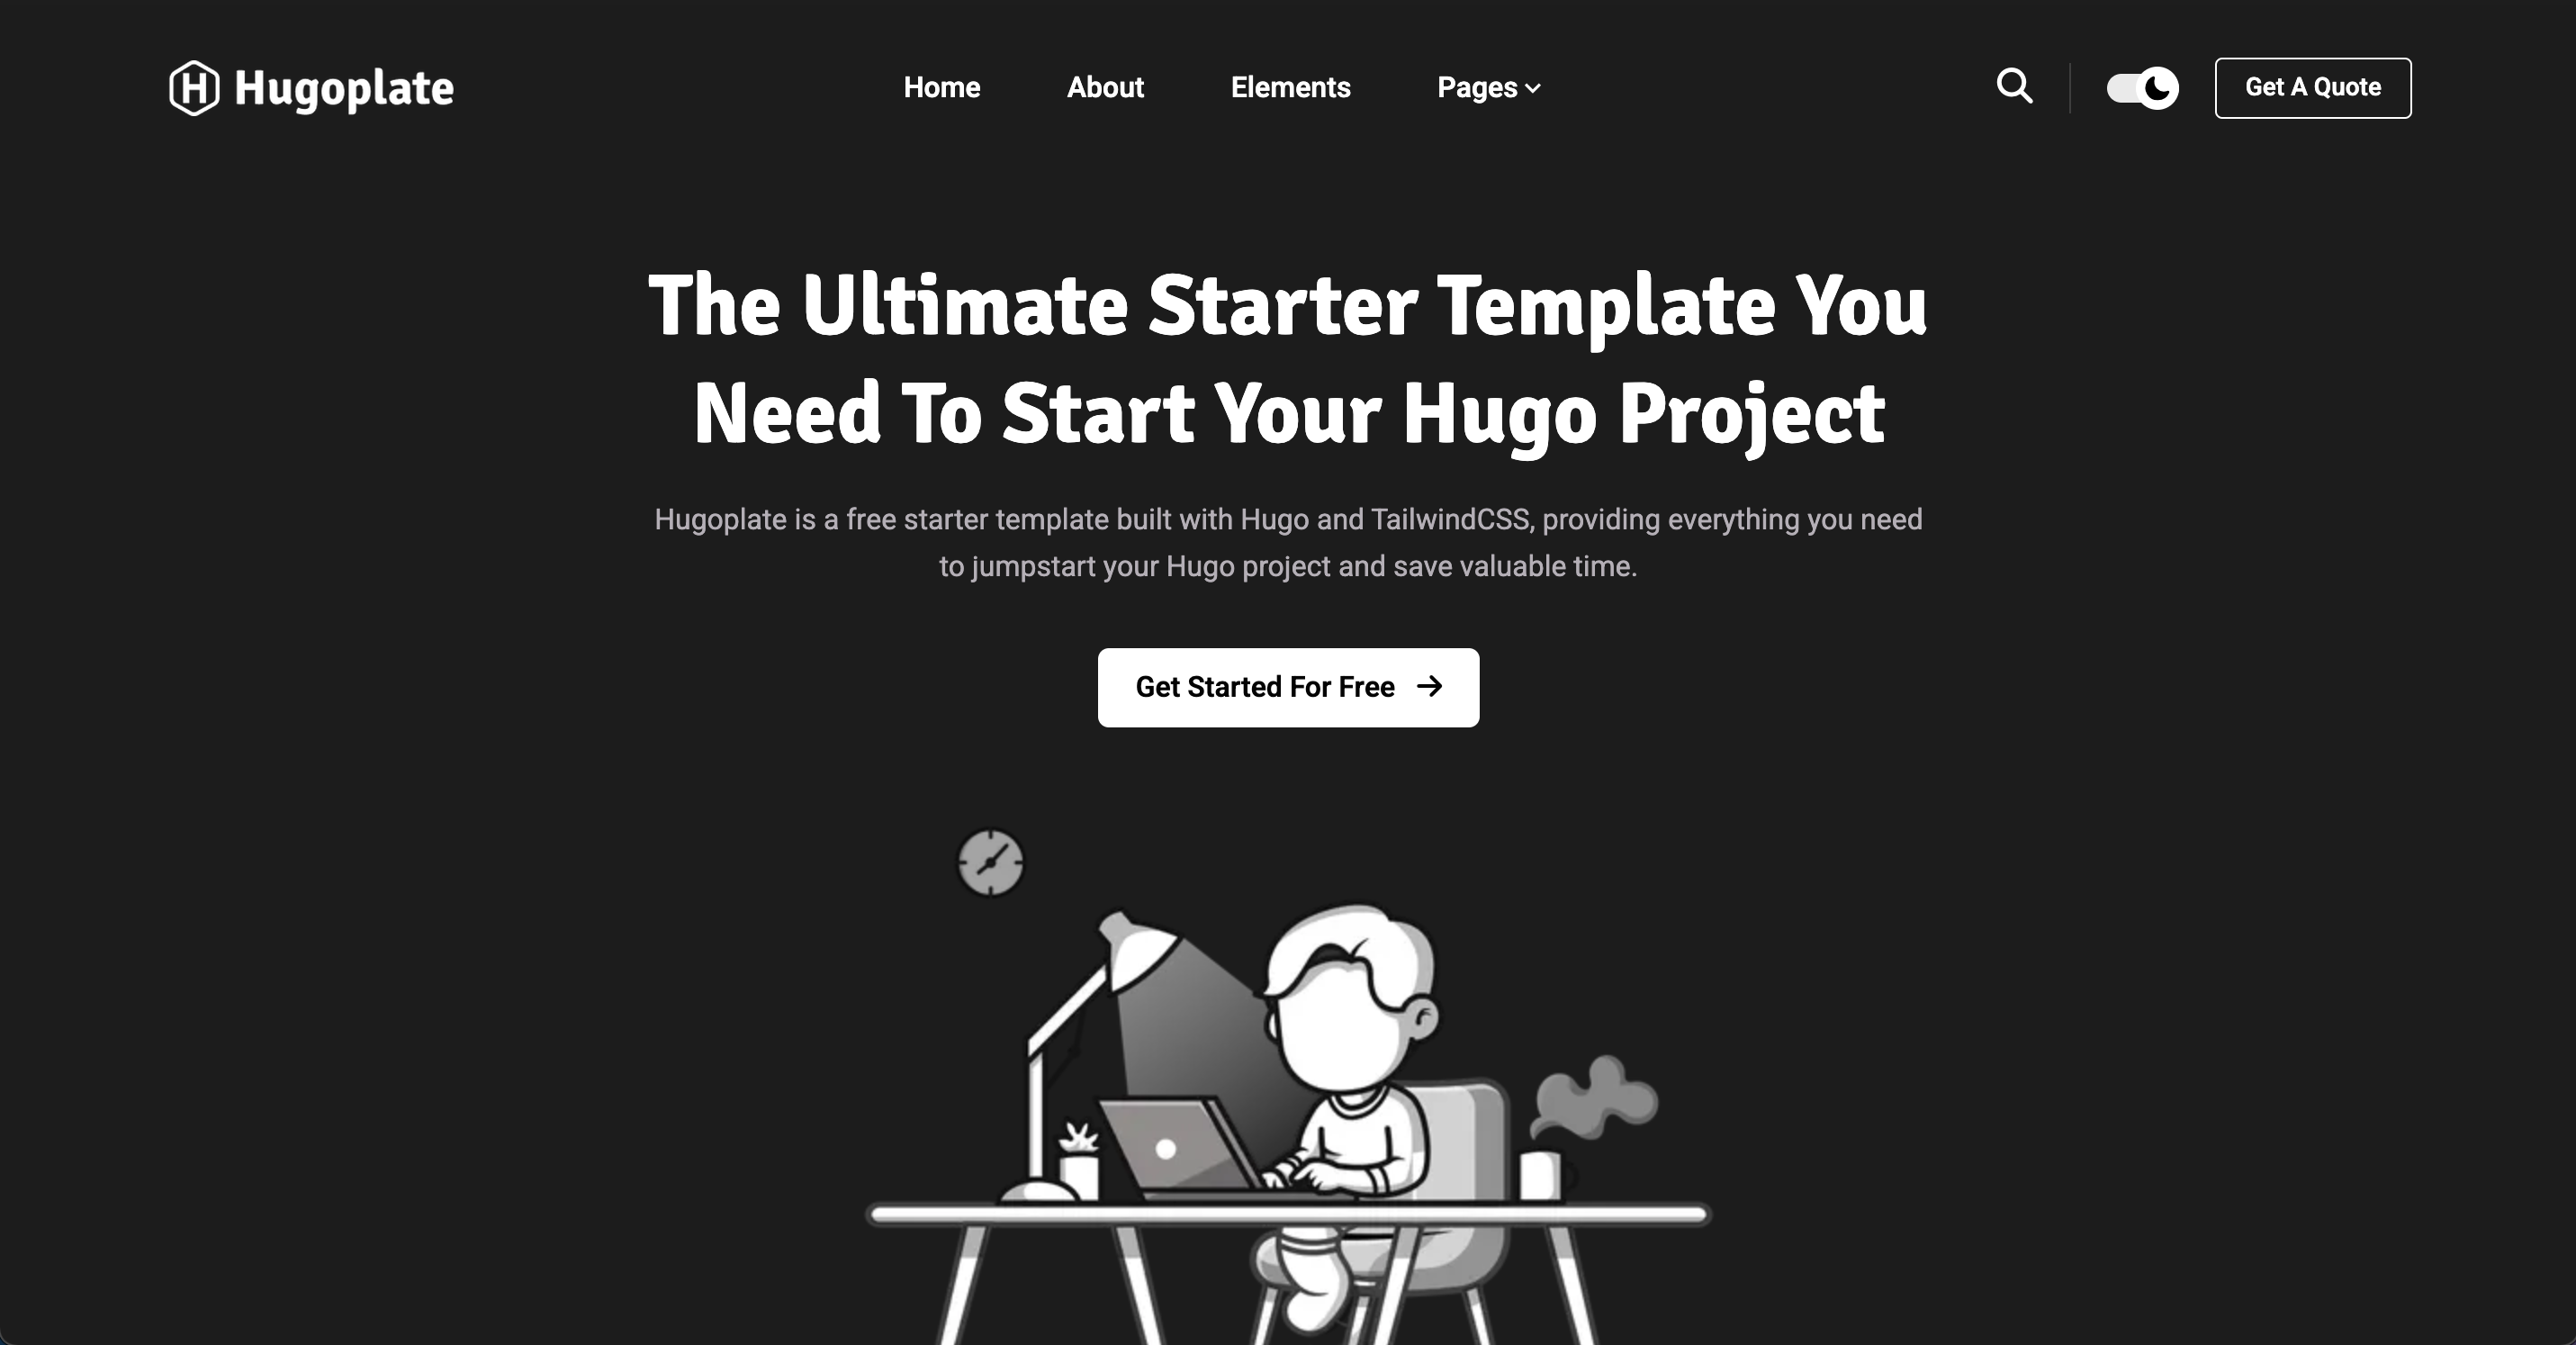 Hugoplate
Home
About
Elements
Pages
Get A Quote
The Ultimate Starter Template You
Need To Start Your Hugo Project
Hugoplate is a free starter template built with Hugo and TailwindCSS, providing everything you need
to jumpstart your Hugo project and save valuable time.
Get Started For Free